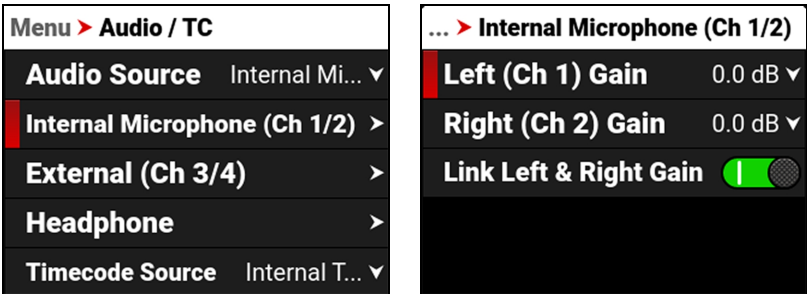 Menu ➤ Audio / TC
Audio Source Internal Mi...
Internal Microphone (Ch 1/2)
External (Ch 3/4)
Headphone
Timecode Source Internal T...
... ➤ Internal Microphone (Ch 1/2)
Left (Ch 1) Gain 0.0 dB
Right (Ch 2) Gain 0.0 dB
Link Left & Right Gain